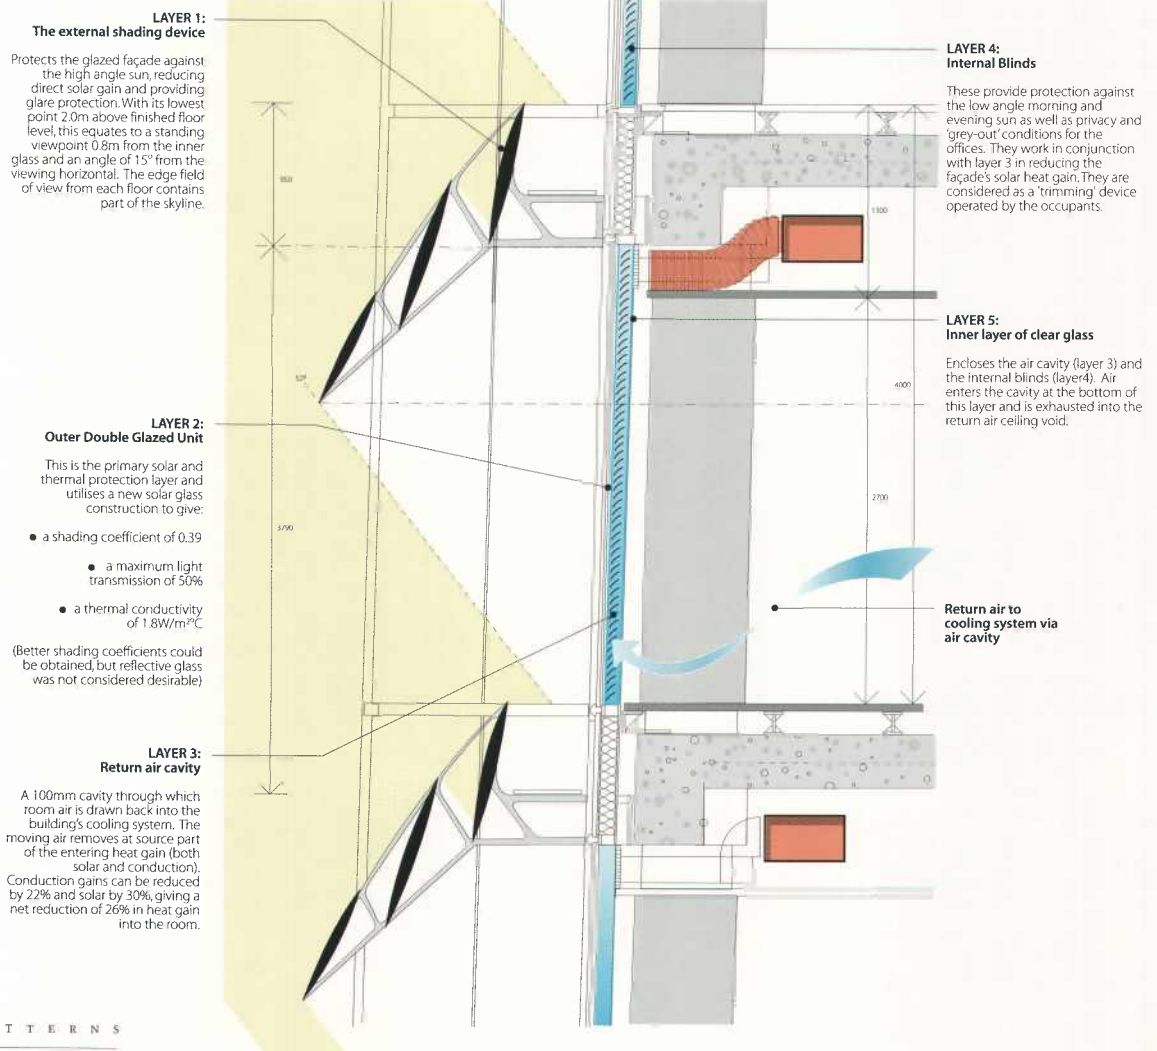 LAYER 1:
The external shading device
Protects the glazed façade against
the high angle sun, reducing
direct solar gain and providing
glare protection. With its lowest
point 2.0m above finished floor
level, this equates to a standing
viewpoint 0.8m from the inner
glass and an angle of 15° from the
viewing horizontal. The edge field
of view from each floor contains
part of the skyline.
LAYER 2:
Outer Double Glazed Unit
This is the primary solar and
thermal protection layer and
utilises a new solar glass
construction to give:
● a shading coefficient of 0.39
● a maximum light
transmission of 50%
● a thermal conductivity
of 1.8W/m²°C
(Better shading coefficients could
be obtained, but reflective glass
was not considered desirable)
LAYER 3:
Return air cavity
A 100mm cavity through which
room air is drawn back into the
building's cooling system. The
moving air removes at source part
of the entering heat gain (both
solar and conduction).
Conduction gains can be reduced
by 22% and solar by 30%, giving a
net reduction of 26% in heat gain
into the room.
T T E R N S
3790
52°
1300
4000
2700
LAYER 4:
Internal Blinds
These provide protection against
the low angle morning and
evening sun as well as privacy and
'grey-out' conditions for the
offices. They work in conjunction
with layer 3 in reducing the
façade's solar heat gain. They are
considered as a 'trimming' device
operated by the occupants.
LAYER 5:
Inner layer of clear glass
Encloses the air cavity (layer 3) and
the internal blinds (layer4). Air
enters the cavity at the bottom of
this layer and is exhausted into the
return air ceiling void.
Return air to
cooling system via
air cavity